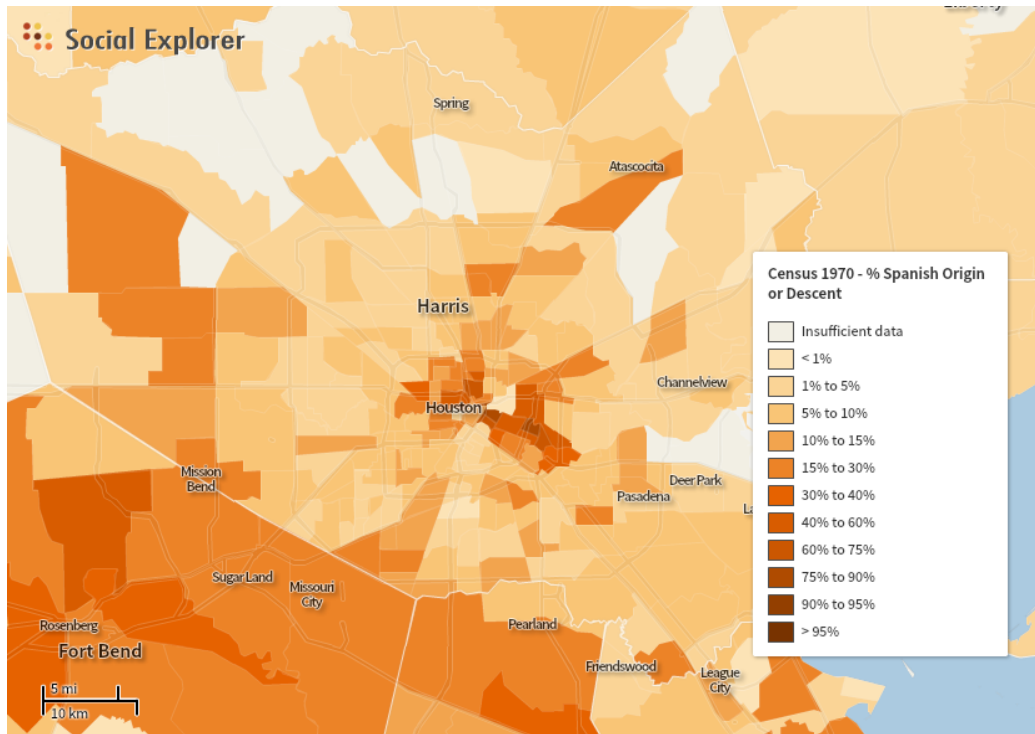 Social Explorer
Spring
Atascocita
Harris
Channelview
Houston
Mission
Bend
Deer Park
Pasadena
La
Sugar Land
Missouri
City
Rosenberg
Fort Bend
Pearland
Friendswood
League
City
5 mi
10 km
Census 1970 - % Spanish Origin
or Descent
Insufficient data
< 1%
1% to 5%
5% to 10%
10% to 15%
15% to 30%
30% to 40%
40% to 60%
60% to 75%
75% to 90%
90% to 95%
> 95%